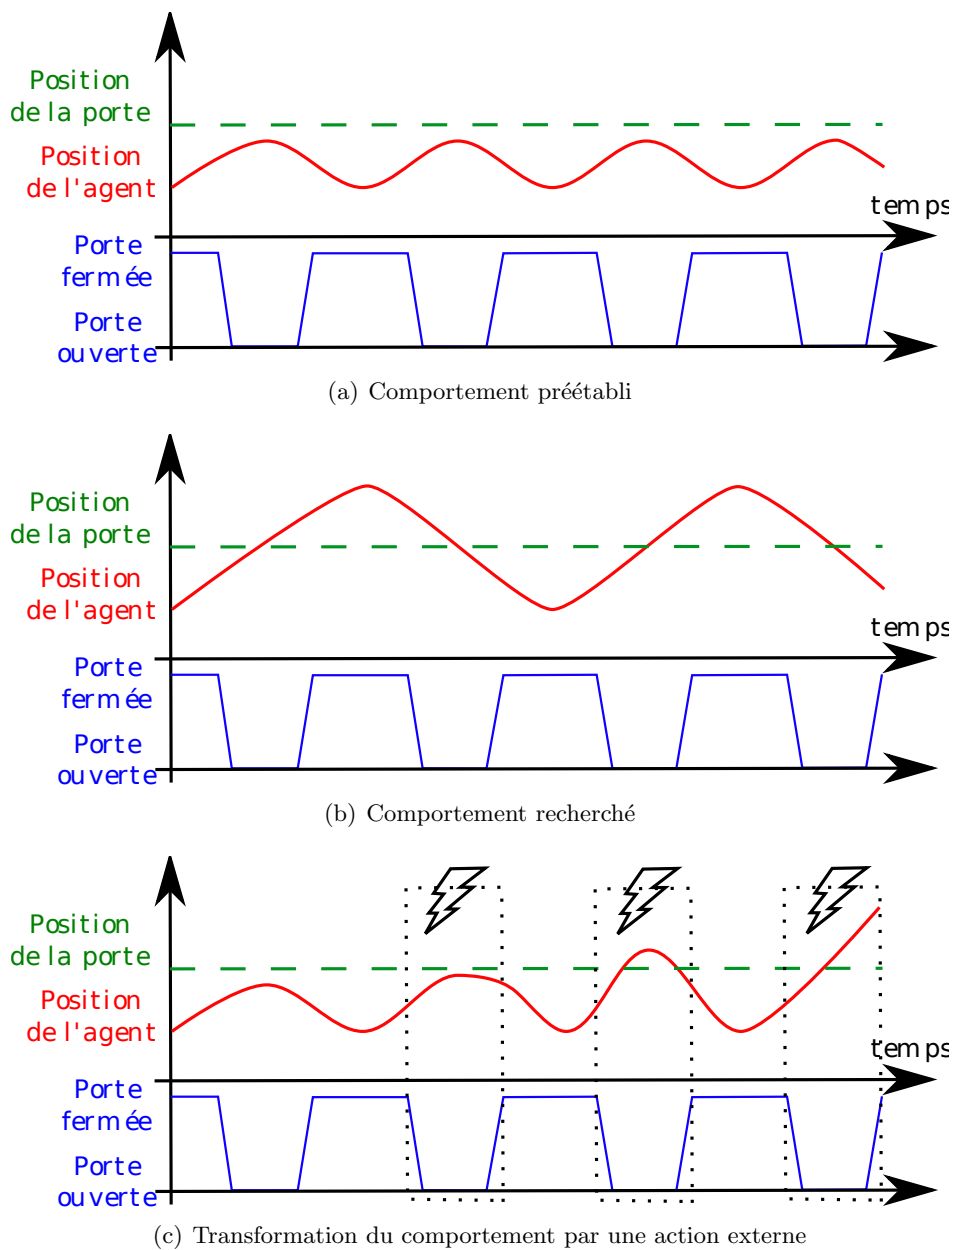 Position
de la porte
Position
de l'agent
temps
Porte
fermée
Porte
ouverte
(a) Comportement préétabli
Position
de la porte
Position
de l'agent
temps
Porte
fermée
Porte
ouverte
(b) Comportement recherché
Position
de la porte
Position
de l'agent
temps
Porte
fermée
Porte
ouverte
(c) Transformation du comportement par une action externe